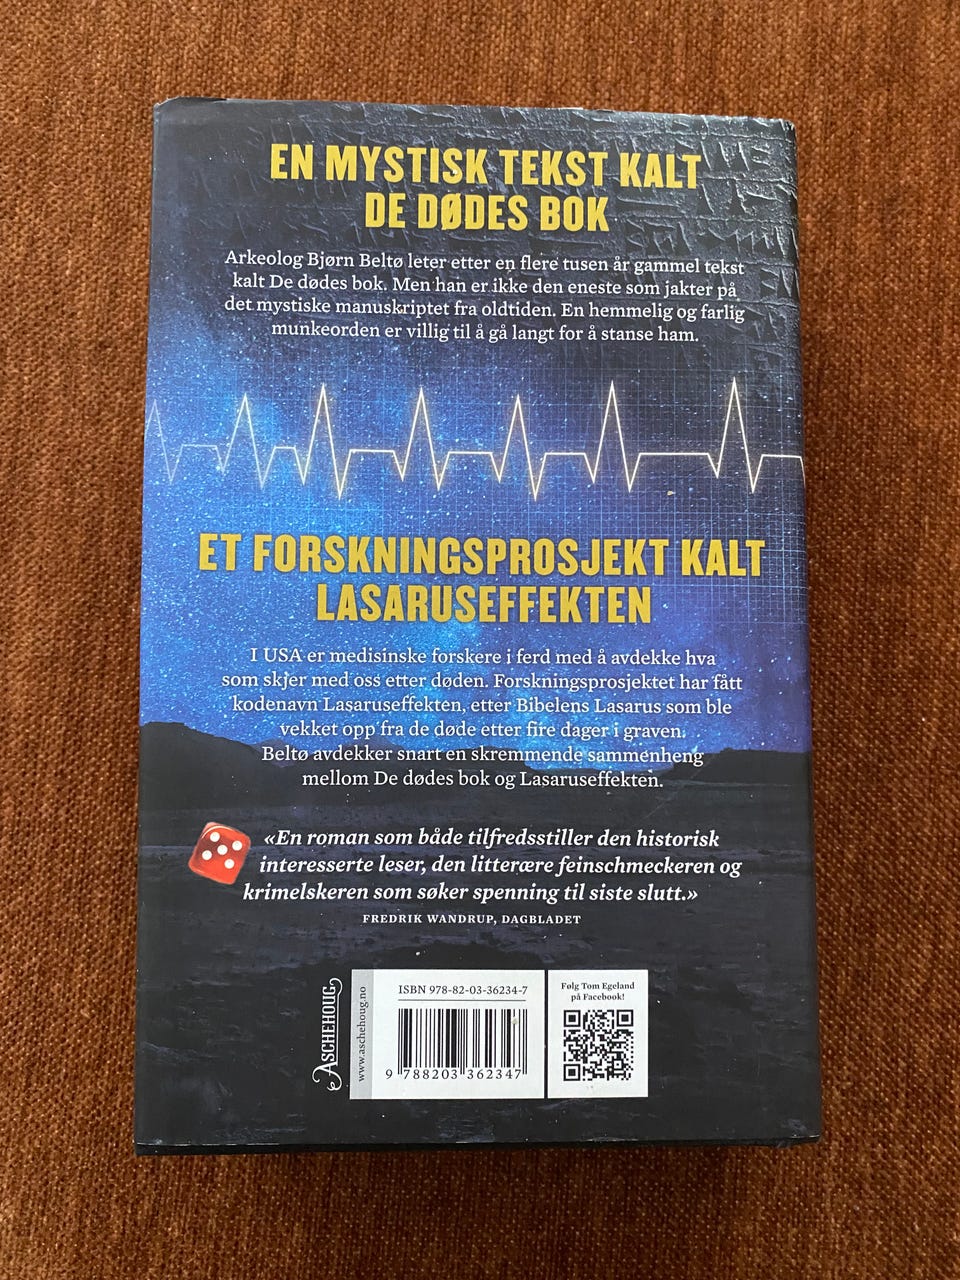 EN MYSTISK TEKST KALT
DE DØDES BOK
Arkeolog Bjørn Beltø leter etter en flere tusen år gammel tekst
kalt De dødes bok. Men han er ikke den eneste som jakter på
det mystiske manuskriptet fra oldtiden. En hemmelig og farlig
munkeorden er villig til å gå langt for å stanse ham.
ET FORSKNINGSPROSJEKT KALT
LASARUSEFFEKTEN
I USA er medisinske forskere i ferd med å avdekke hva
som skjer med oss etter døden. Forskningsprosjektet har fått
kodenavn Lasaruseffekten, etter Bibelens Lasarus som ble
vekket opp fra de døde etter fire dager i graven.
Beltø avdekker snart en skremmende sammenheng
mellom De dødes bok og Lasaruseffekten.
«En roman som både tilfredsstiller den historisk
interesserte leser, den litterære feinschmeckeren og
krimelskeren som søker spenning til siste slutt.»
FREDRIK WANDRUP, DAGBLADET
ASCHEHOUG
www.aschehoug.no
ISBN 978-82-03-36234-7
9 788203 362347
Følg Tom Egeland
på Facebook!